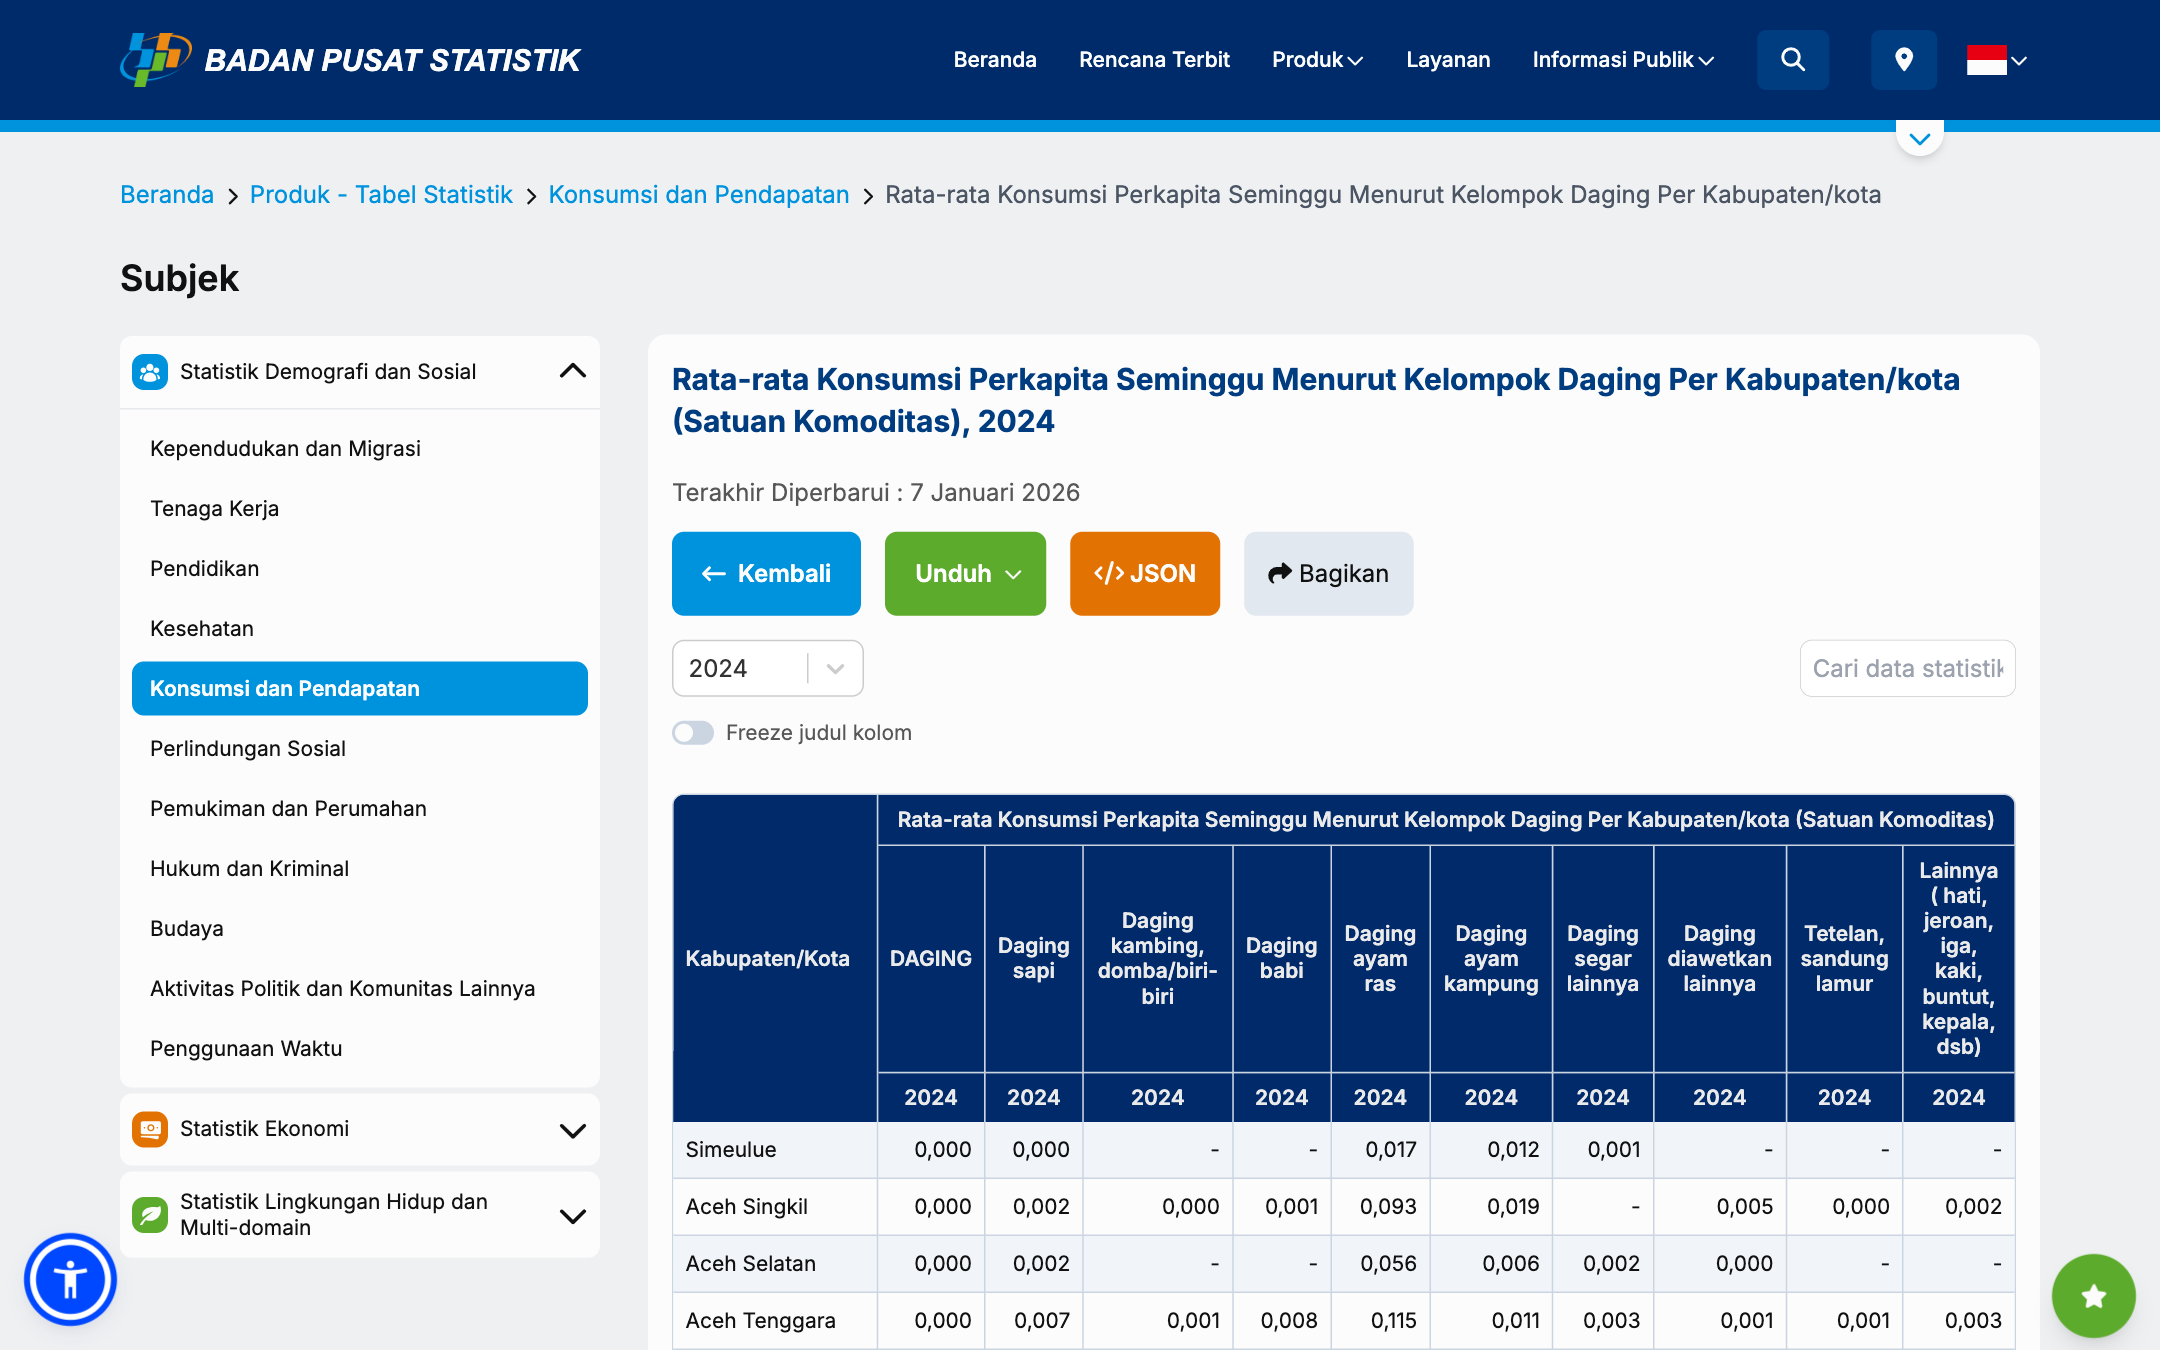 BADAN PUSAT STATISTIK
Beranda
Rencana Terbit
Produk
Layanan
Informasi Publik
Beranda > Produk - Tabel Statistik > Konsumsi dan Pendapatan > Rata-rata Konsumsi Perkapita Seminggu Menurut Kelompok Daging Per Kabupaten/kota
Subjek
Statistik Demografi dan Sosial
Kependudukan dan Migrasi
Tenaga Kerja
Pendidikan
Kesehatan
Konsumsi dan Pendapatan
Perlindungan Sosial
Pemukiman dan Perumahan
Hukum dan Kriminal
Budaya
Aktivitas Politik dan Komunitas Lainnya
Penggunaan Waktu
Statistik Ekonomi
Statistik Lingkungan Hidup dan
Multi-domain
Rata-rata Konsumsi Perkapita Seminggu Menurut Kelompok Daging Per Kabupaten/kota
(Satuan Komoditas), 2024
Terakhir Diperbarui : 7 Januari 2026
Kembali
Unduh
</> JSON
Bagikan
2024
Cari data statistik
Freeze judul kolom
Kabupaten/Kota
Rata-rata Konsumsi Perkapita Seminggu Menurut Kelompok Daging Per Kabupaten/kota (Satuan Komoditas)
DAGING
Daging
sapi
Daging
kambing,
domba/biri-
biri
Daging
babi
Daging
ayam
ras
Daging
ayam
kampung
Daging
segar
lainnya
Daging
diawetkan
lainnya
Tetelan,
sandung
lamur
Lainnya
( hati,
jeroan,
iga,
kaki,
buntut,
kepala,
dsb)
2024 2024 2024 2024 2024 2024 2024 2024 2024 2024
Simeulue 0,000 0,000 - - 0,017 0,012 0,001 - - -
Aceh Singkil 0,000 0,002 0,000 0,001 0,093 0,019 - 0,005 0,000 0,002
Aceh Selatan 0,000 0,002 - - 0,056 0,006 0,002 0,000 - -
Aceh Tenggara 0,000 0,007 0,001 0,008 0,115 0,011 0,003 0,001 0,001 0,003